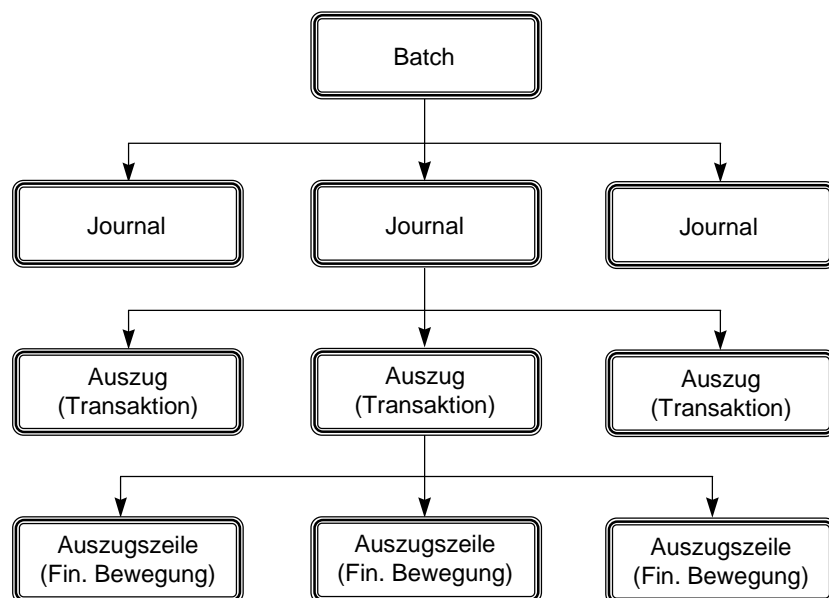 Batch
Journal
Journal
Journal
Auszug
(Transaktion)
Auszug
(Transaktion)
Auszug
(Transaktion)
Auszugszeile
(Fin. Bewegung)
Auszugszeile
(Fin. Bewegung)
Auszugszeile
(Fin. Bewegung)